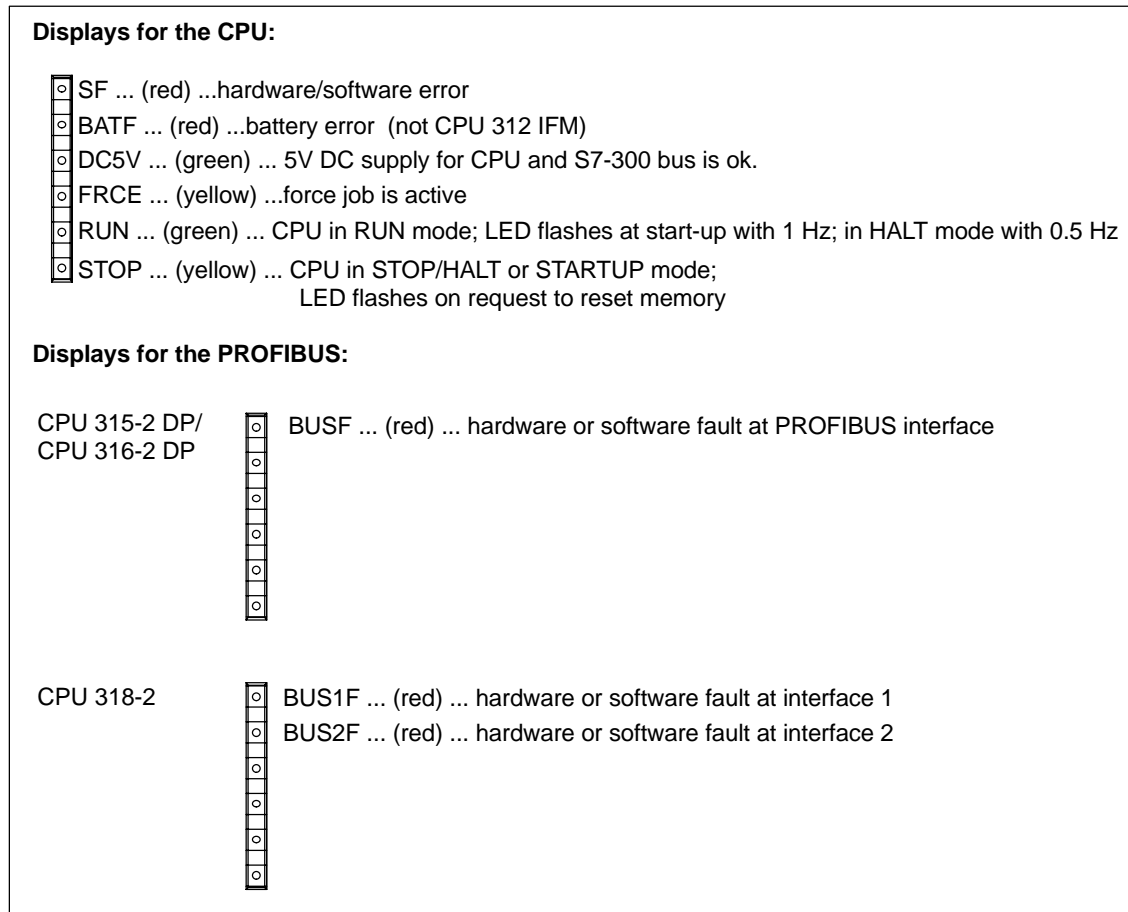 Displays for the CPU:
SF ... (red) ...hardware/software error
BATF ... (red) ...battery error (not CPU 312 IFM)
DC5V ... (green) ... 5V DC supply for CPU and S7-300 bus is ok.
FRCE ... (yellow) ...force job is active
RUN ... (green) ... CPU in RUN mode; LED flashes at start-up with 1 Hz; in HALT mode with 0.5 Hz
STOP ... (yellow) ... CPU in STOP/HALT or STARTUP mode;
LED flashes on request to reset memory
Displays for the PROFIBUS:
CPU 315-2 DP/
CPU 316-2 DP
BUSF ... (red) ... hardware or software fault at PROFIBUS interface
CPU 318-2
BUS1F ... (red) ... hardware or software fault at interface 1
BUS2F ... (red) ... hardware or software fault at interface 2